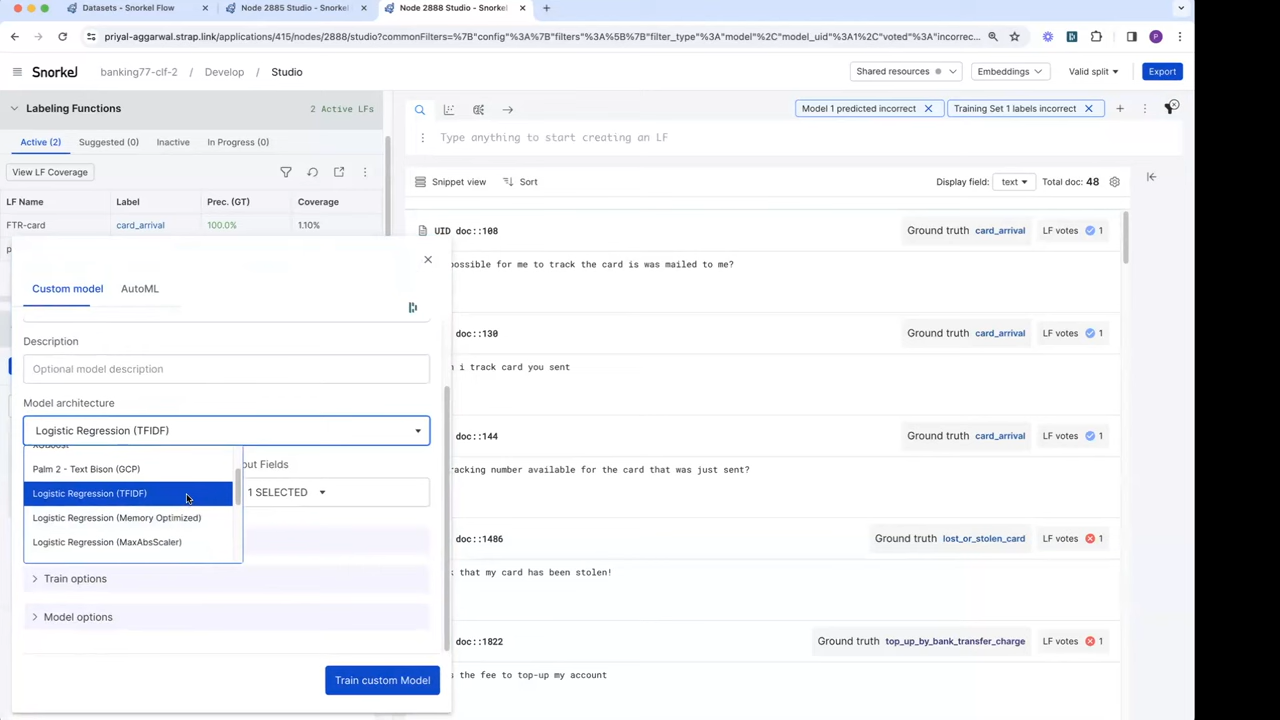 Datasets - Snorkel Flow
Node 2885 Studio - Snorkel
Node 2888 Studio - Snorkel
priyal-aggarwal.strap.link/applications/415/nodes/2888/studio?commonFilters=%7B"config"%3A%7B"filters"%3A%5B%7B"filter_type"%3A"model"%2C"model_uid"%3A1%2C"voted"%3A"incorrec...
P
Snorkel
banking77-clf-2 / Develop / Studio
Shared resources
Embeddings
Valid split
Export
Labeling Functions
2 Active LFs
Active (2)
Suggested (0)
Inactive
In Progress (0)
View LF Coverage
LF Name
Label
Prec. (GT)
Coverage
FTR-card
card_arrival
100.0%
1.10%
Custom model
AutoML
Description
Optional model description
Model architecture
Logistic Regression (TFIDF)
XGBoost
Palm 2 - Text Bison (GCP)
Logistic Regression (TFIDF)
Logistic Regression (Memory Optimized)
Logistic Regression (MaxAbsScaler)
put Fields
1 SELECTED
Train options
Model options
Train custom Model
Model 1 predicted incorrect
Training Set 1 labels incorrect
Type anything to start creating an LF
Snippet view
Sort
Display field:
text
Total doc: 48
UID doc::108
Ground truth card_arrival
LF votes 1
possible for me to track the card is was mailed to me?
doc::130
Ground truth card_arrival
LF votes 1
i track card you sent
doc::144
Ground truth card_arrival
LF votes 1
racking number available for the card that was just sent?
doc::1486
Ground truth lost_or_stolen_card
LF votes 1
that my card has been stolen!
doc::1822
Ground truth top_up_by_bank_transfer_charge
LF votes 1
the fee to top-up my account